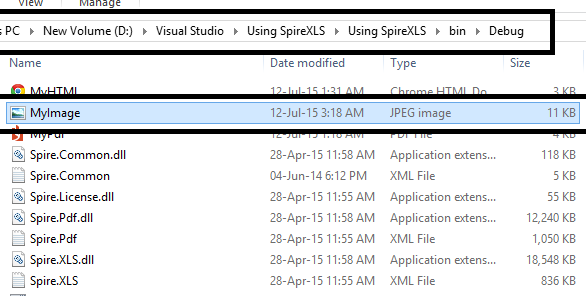 View Manage
s PC New Volume (D:) Visual Studio Using SpireXLS Using SpireXLS bin Debug
Name Date modified Type Size
MyHTML 12-Jul-15 1:31 AM Chrome HTML Do... 3 KB
MyImage 12-Jul-15 3:18 AM JPEG image 11 KB
MyPdf 12-Jul-15 1:18 AM PDF File 4 KB
Spire.Common.dll 28-Apr-15 11:58 AM Application extens... 118 KB
Spire.Common 04-Jun-14 6:12 PM XML File 5 KB
Spire.License.dll 28-Apr-15 11:55 AM Application extens... 55 KB
Spire.Pdf.dll 28-Apr-15 11:58 AM Application extens... 12,240 KB
Spire.Pdf 28-Apr-15 11:55 AM XML File 1,050 KB
Spire.XLS.dll 28-Apr-15 11:58 AM Application extens... 18,548 KB
Spire.XLS 28-Apr-15 11:55 AM XML File 836 KB